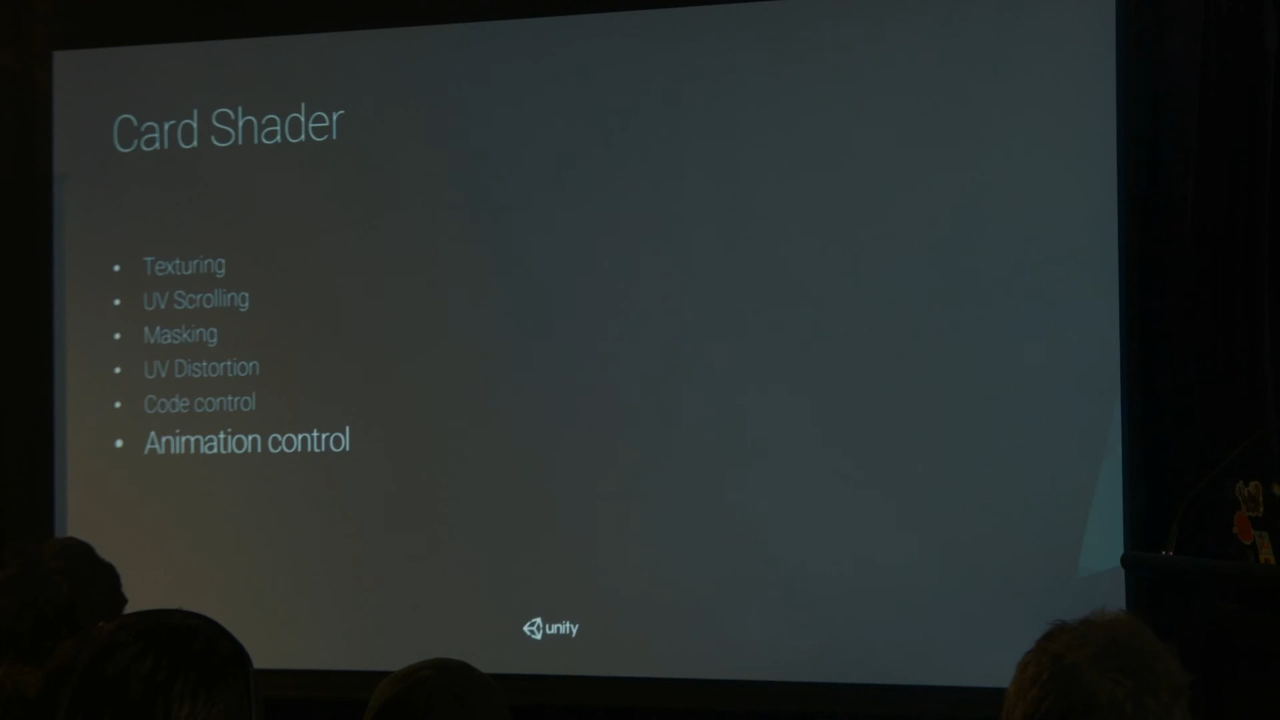 Card Shader
• Texturing
• UV Scrolling
• Masking
• UV Distortion
• Code control
• Animation control
unity